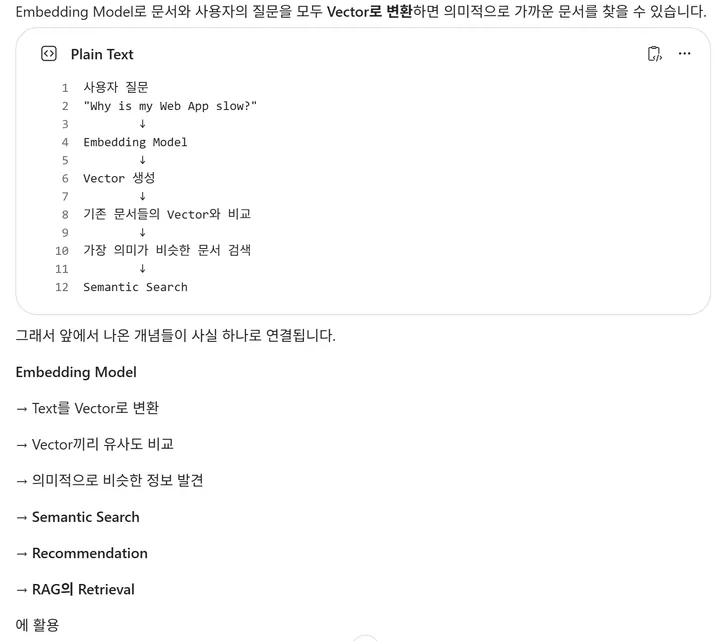 Embedding Model로 문서와 사용자의 질문을 모두 Vector로 변환하면 의미적으로 가까운 문서를 찾을 수 있습니다.
Plain Text
1 사용자 질문
2 "Why is my Web App slow?"
3 ↓
4 Embedding Model
5 ↓
6 Vector 생성
7 ↓
8 기존 문서들의 Vector와 비교
9 ↓
10 가장 의미가 비슷한 문서 검색
11 ↓
12 Semantic Search
그래서 앞에서 나온 개념들이 사실 하나로 연결됩니다.
Embedding Model
→ Text를 Vector로 변환
→ Vector끼리 유사도 비교
→ 의미적으로 비슷한 정보 발견
→ Semantic Search
→ Recommendation
→ RAG의 Retrieval
에 활용